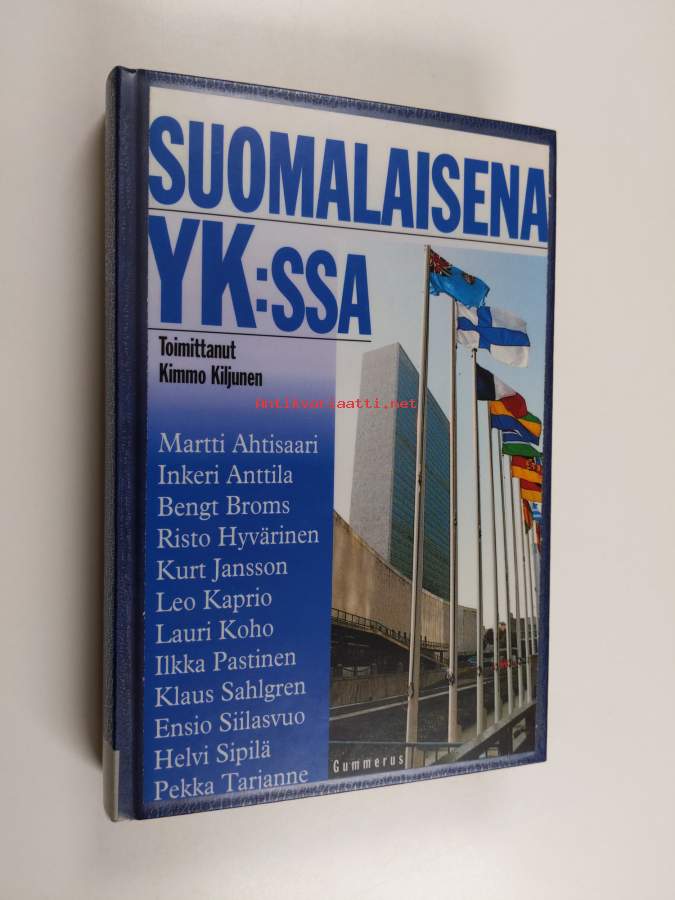 SUOMALAISENA
YK:SSA
Toimittanut
Kimmo Kiljunen
Antikvariaatti.net
Martti Ahtisaari
Inkeri Anttila
Bengt Broms
Risto Hyvärinen
Kurt Jansson
Leo Kaprio
Lauri Koho
Ilkka Pastinen
Klaus Sahlgren
Ensio Siilasvuo
Helvi Sipilä
Pekka Tarjanne
Gummerus